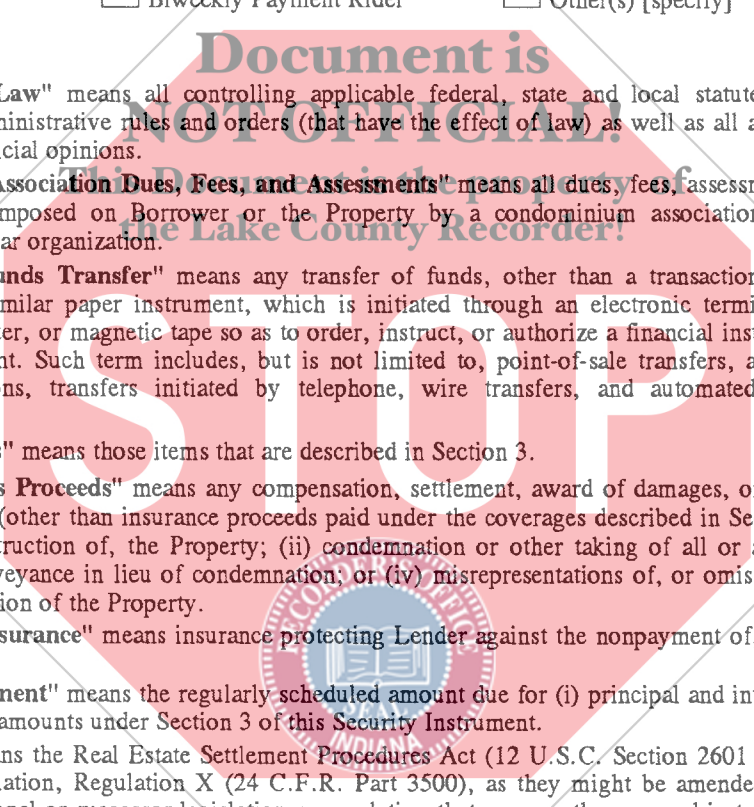 Biweekly Payment Rider Other(s) [specify]
Document is
Law" means all controlling applicable federal, state and local statute
ministrative rules and orders (that have the effect of law) as well as all a
NOT OFFICIAL!
cial opinions.
This Document is the property of
Association Dues, Fees, and Assessments" means all dues, fees, assessm
mposed on Borrower or the Property by a condominium association
the Lake County Recorder!
ar organization.
unds Transfer" means any transfer of funds, other than a transaction
milar paper instrument, which is initiated through an electronic termi
ter, or magnetic tape so as to order, instruct, or authorize a financial ins
nt. Such term includes, but is not limited to, point-of-sale transfers, a
ons, transfers initiated by telephone, wire transfers, and automated
STOP
s" means those items that are described in Section 3.
s Proceeds" means any compensation, settlement, award of damages, o
(other than insurance proceeds paid under the coverages described in Se
truction of, the Property; (ii) condemnation or other taking of all or a
veyance in lieu of condemnation; or (iv) misrepresentations of, or omis
ion of the Property.
surance" means insurance protecting Lender against the nonpayment of
RECORDER'S OFFICE
SEAL
INDIANA
ment" means the regularly scheduled amount due for (i) principal and in
amounts under Section 3 of this Security Instrument.
ns the Real Estate Settlement Procedures Act (12 U.S.C. Section 2601
lation, Regulation X (24 C.F.R. Part 3500), as they might be amende